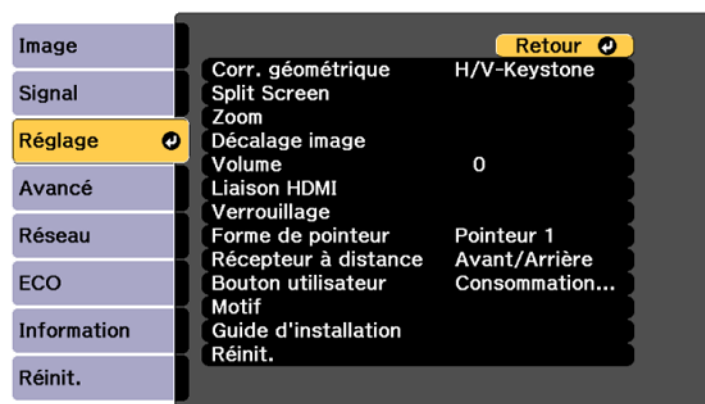 Image
Signal
Réglage
Avancé
Réseau
ECO
Information
Réinit.
Retour
Corr. géométrique H/V-Keystone
Split Screen
Zoom
Décalage image
Volume 0
Liaison HDMI
Verrouillage
Forme de pointeur Pointeur 1
Récepteur à distance Avant/Arrière
Bouton utilisateur Consommation...
Motif
Guide d'installation
Réinit.